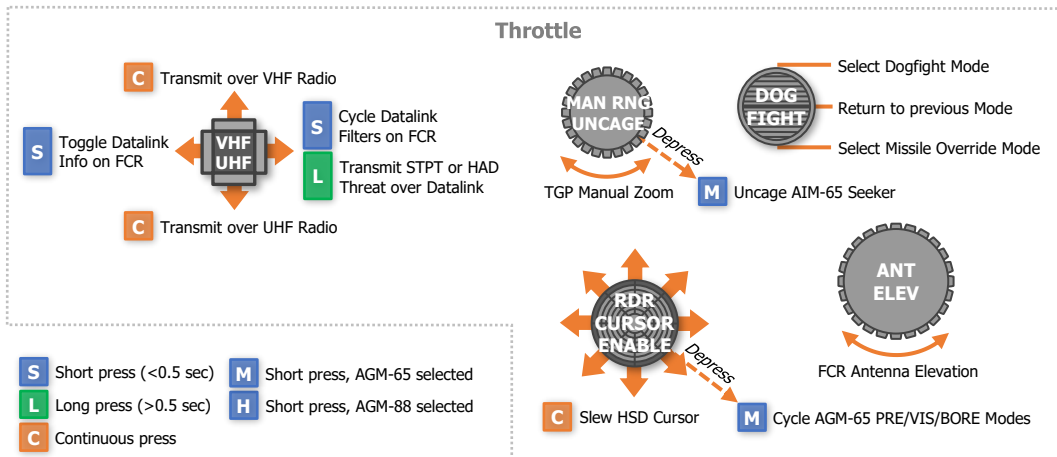 Throttle
C Transmit over VHF Radio
S Toggle Datalink
Info on FCR
VHF
UHF
S Cycle Datalink
Filters on FCR
L Transmit STPT or HAD
Threat over Datalink
C Transmit over UHF Radio
MAN RNG
UNCAGE
Depress
TGP Manual Zoom
M Uncage AIM-65 Seeker
DOG
FIGHT
Select Dogfight Mode
Return to previous Mode
Select Missile Override Mode
RDR
CURSOR
ENABLE
Depress
C Slew HSD Cursor
M Cycle AGM-65 PRE/VIS/BORE Modes
ANT
ELEV
FCR Antenna Elevation
S Short press (<0.5 sec)
L Long press (>0.5 sec)
C Continuous press
M Short press, AGM-65 selected
H Short press, AGM-88 selected